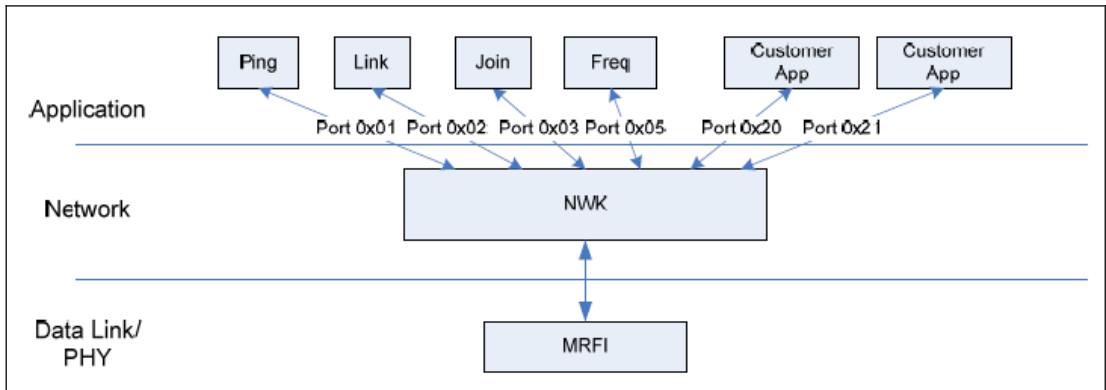 Ping
Link
Join
Freq
Customer
App
Customer
App
Application
Port 0x01
Port 0x02
Port 0x03
Port 0x05
Port 0x20
Port 0x21
Network
NWK
Data Link/
PHY
MRFI